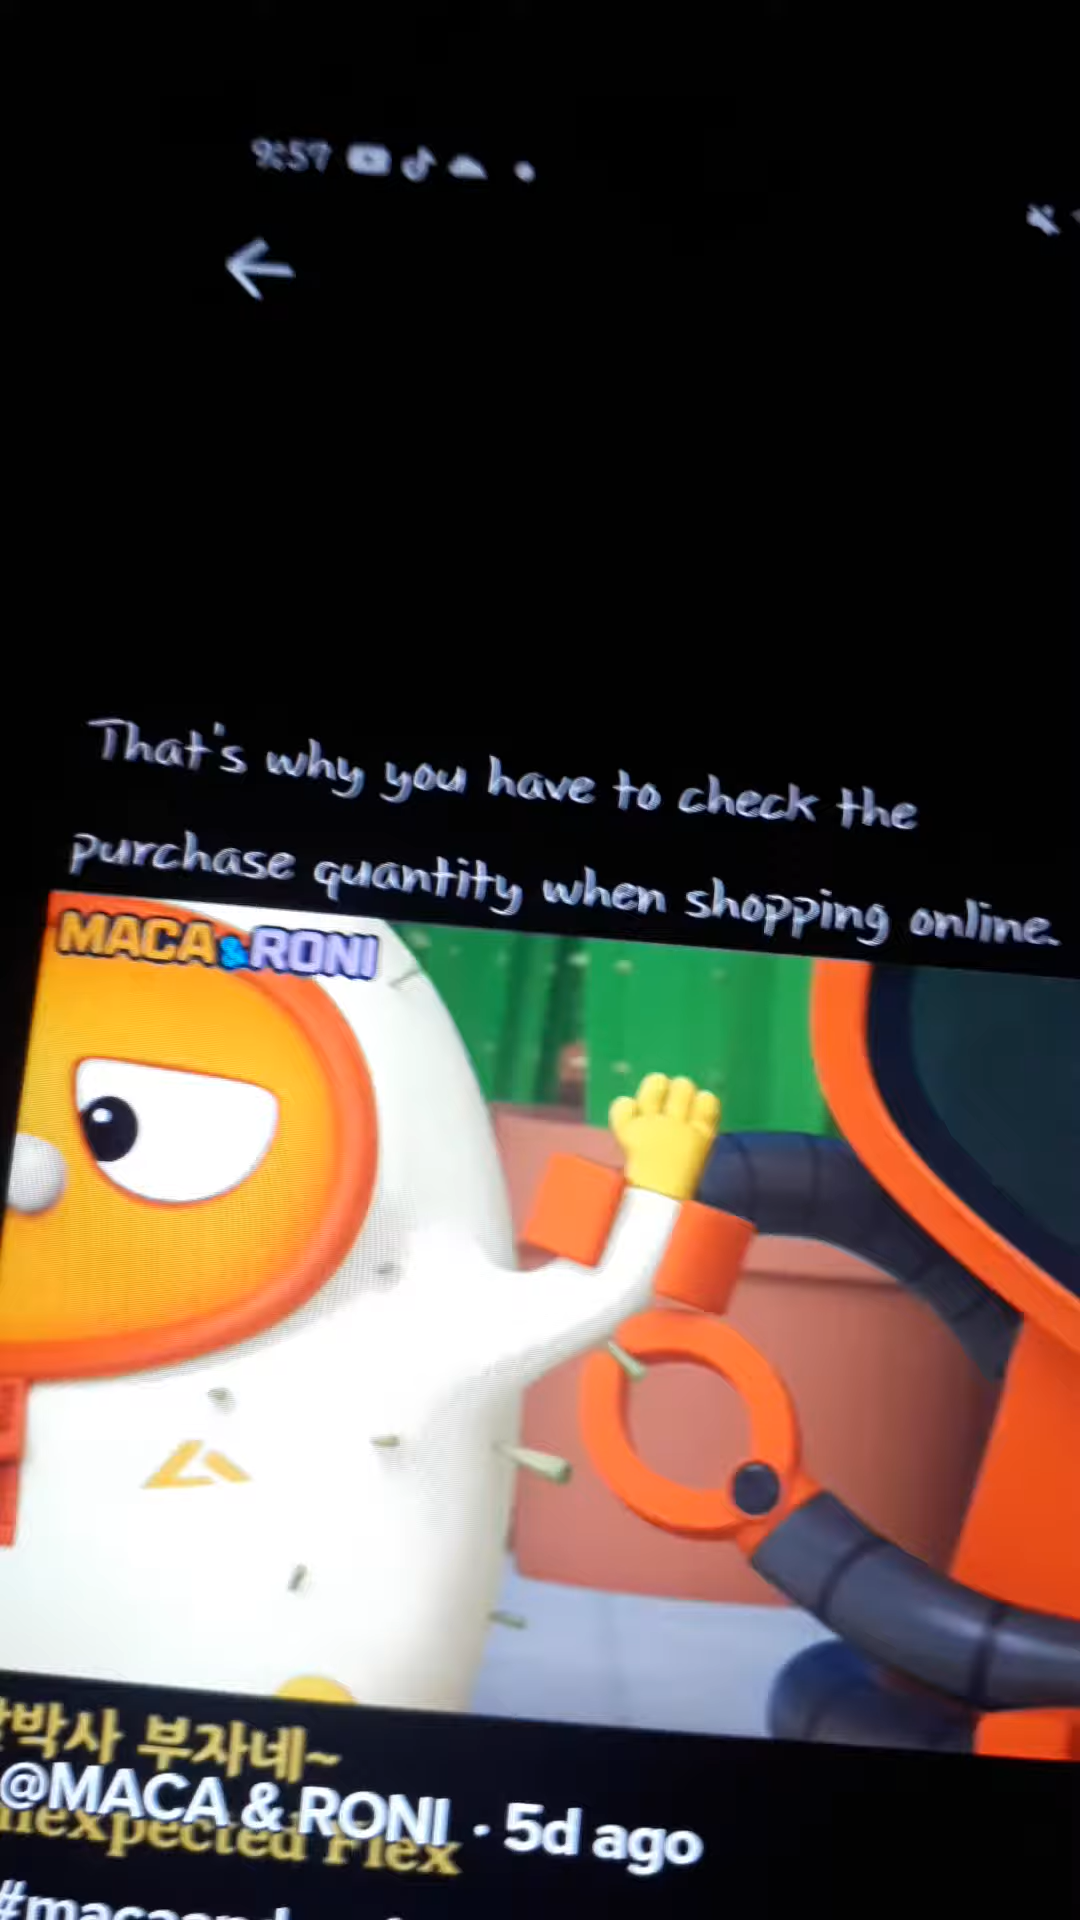 9:57
That's why you have to check the
purchase quantity when shopping online.
MACA & RONI
박사 부자네~
@MACA & RONI · 5d ago
Flex